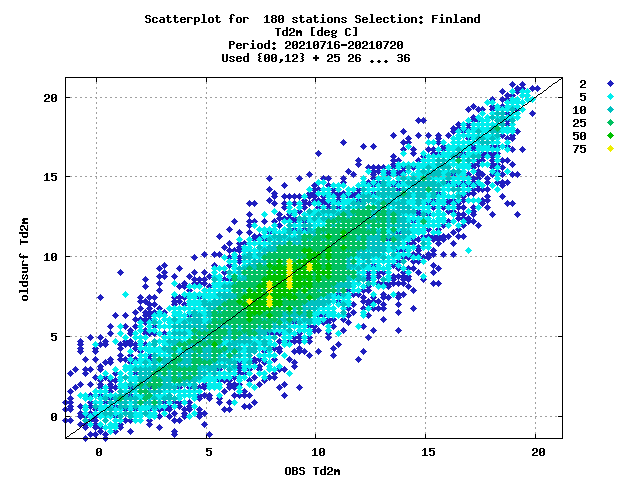 Scatterplot for  180 stations Selection: Finland
Td2m [deg C]
Period: 20210716-20210720
Used {00,12} + 25 26 ... 36
2
5
10
25
50
75
20
15
10
5
0
oldsurf Td2m
0 5 10 15 20
OBS Td2m